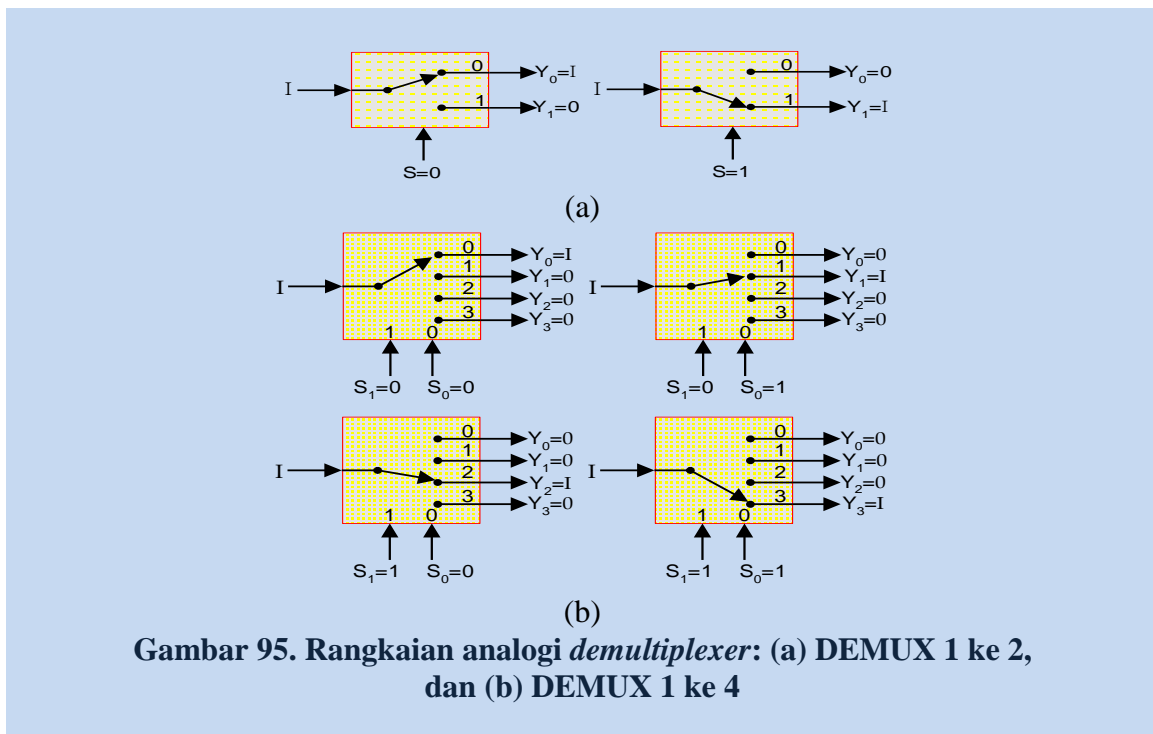 0
I
Y₀=I
1
Y₁=0
S=0
0
I
Y₀=0
1
Y₁=I
S=1
(a)
0
Y₀=I
1
I
Y₁=0
2
Y₂=0
3
Y₃=0
1 0
S₁=0 S₀=0
0
Y₀=0
1
I
Y₁=I
2
Y₂=0
3
Y₃=0
1 0
S₁=0 S₀=1
0
Y₀=0
1
I
Y₁=0
2
Y₂=I
3
Y₃=0
1 0
S₁=1 S₀=0
0
Y₀=0
1
I
Y₁=0
2
Y₂=0
3
Y₃=I
1 0
S₁=1 S₀=1
(b)
Gambar 95. Rangkaian analogi demultiplexer: (a) DEMUX 1 ke 2,
dan (b) DEMUX 1 ke 4